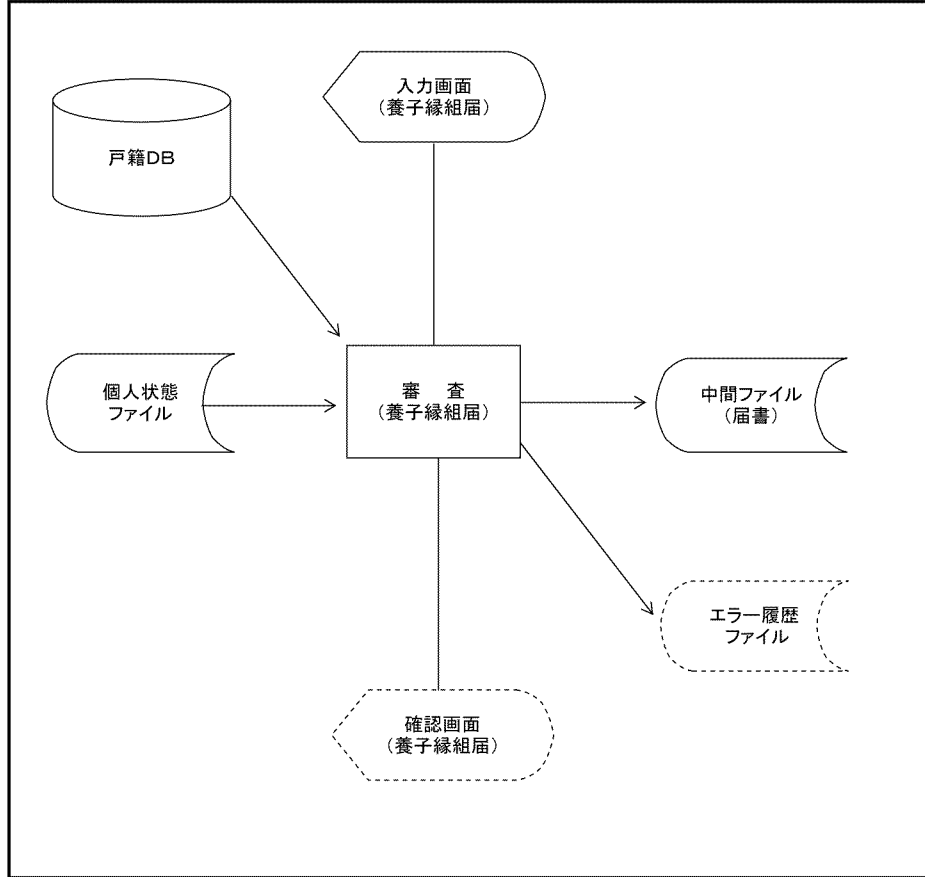 入力画面
（養子縁組届）
戸籍ＤＢ
個人状態
ファイル
審　査
（養子縁組届）
中間ファイル
（届書）
エラー履歴
ファイル
確認画面
（養子縁組届）